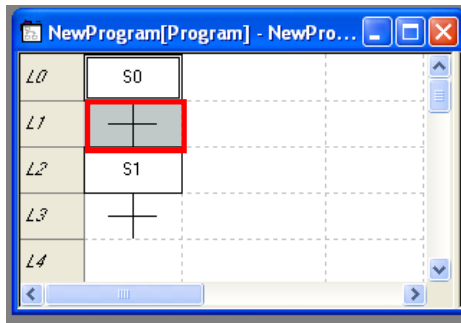 NewProgram[Program] - NewPro...
L0 S0
L1
L2 S1
L3
L4